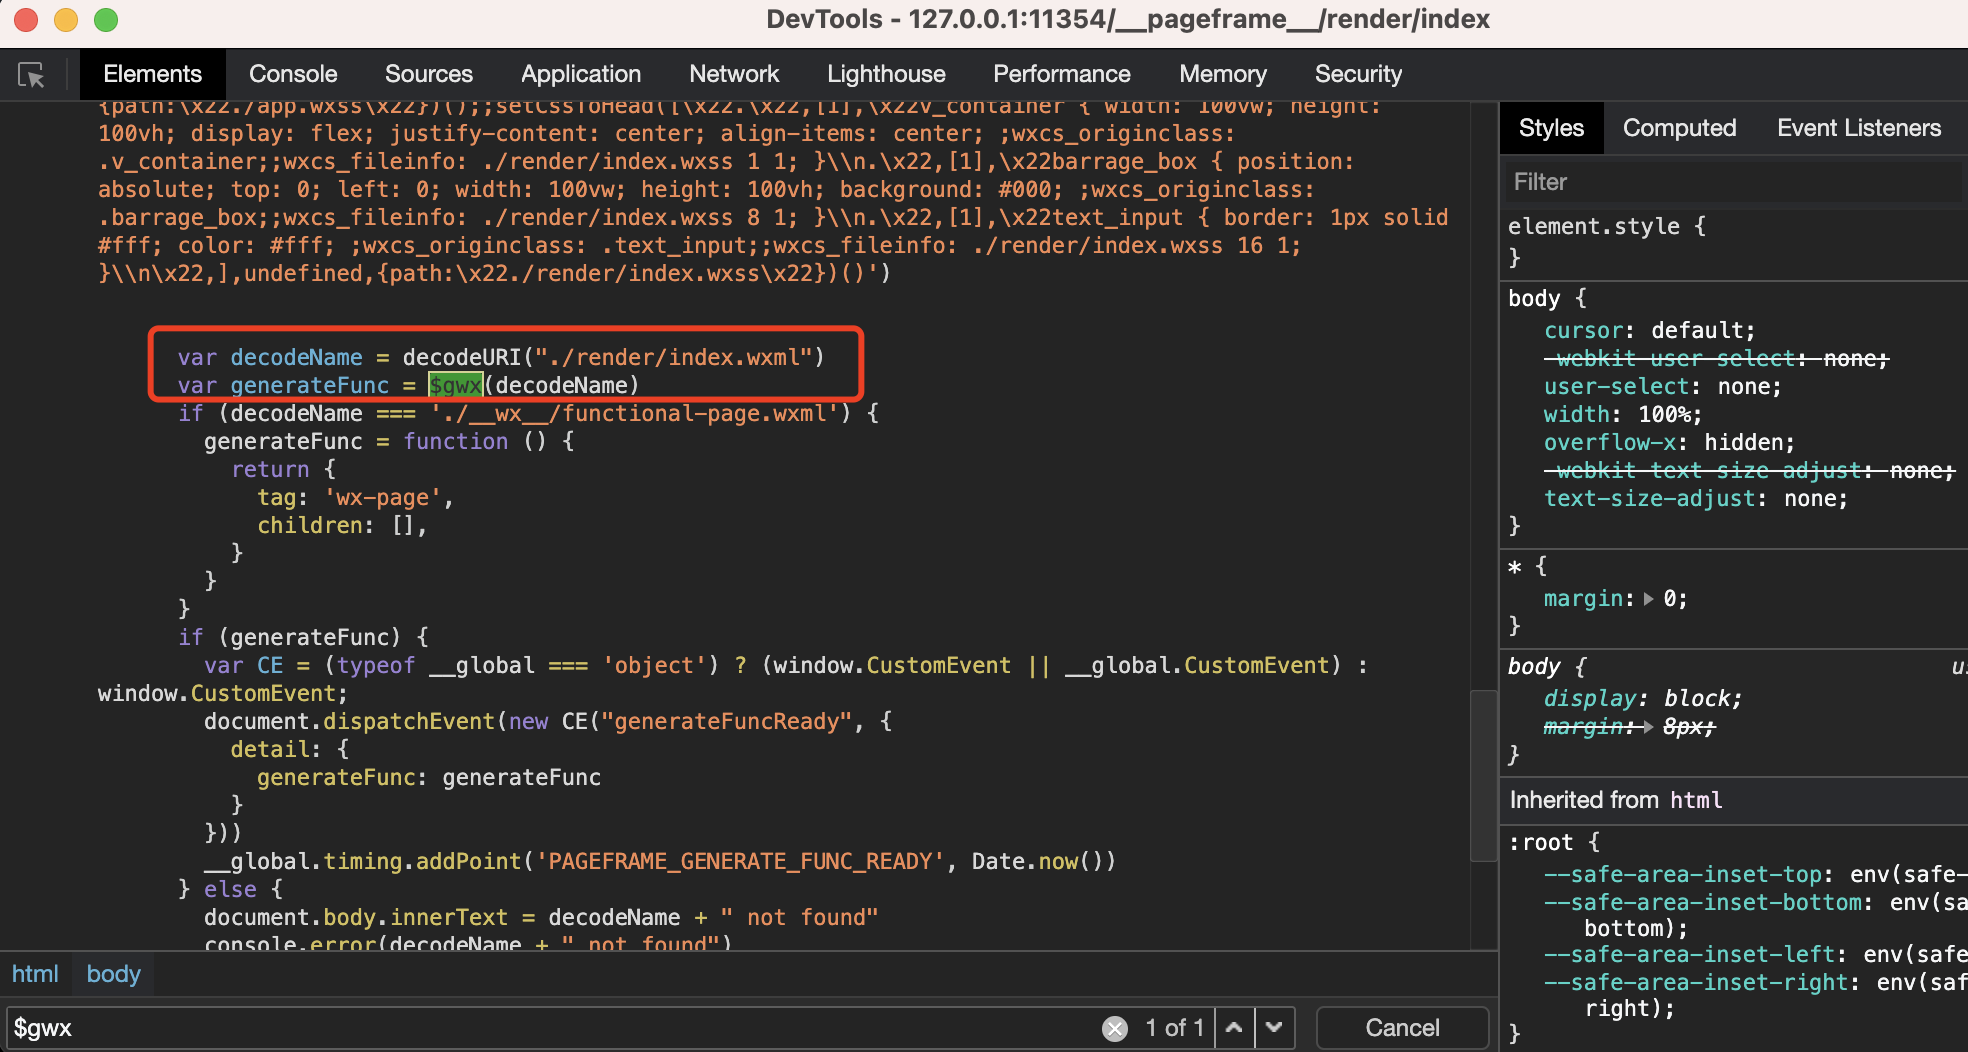 DevTools - 127.0.0.1:11354/__pageframe__/render/index
Elements Console Sources Application Network Lighthouse Performance Memory Security
{path:\x22./app.wxss\x22})();;setCssToHead([\x22.\x22,[1],\x22v_container { width: 100vw; height:
100vh; display: flex; justify-content: center; align-items: center; ;wxcs_originclass:
.v_container;;wxcs_fileinfo: ./render/index.wxss 1 1; }\\n.\x22,[1],\x22barrage_box { position:
absolute; top: 0; left: 0; width: 100vw; height: 100vh; background: #000; ;wxcs_originclass:
.barrage_box;;wxcs_fileinfo: ./render/index.wxss 8 1; }\\n.\x22,[1],\x22text_input { border: 1px solid
#fff; color: #fff; ;wxcs_originclass: .text_input;;wxcs_fileinfo: ./render/index.wxss 16 1;
}\\n\x22,],undefined,{path:\x22./render/index.wxss\x22})()')
var decodeName = decodeURI("./render/index.wxml")
var generateFunc = $gwx(decodeName)
if (decodeName === './__wx__/functional-page.wxml') {
generateFunc = function () {
return {
tag: 'wx-page',
children: [],
}
}
}
if (generateFunc) {
var CE = (typeof __global === 'object') ? (window.CustomEvent || __global.CustomEvent) :
window.CustomEvent;
document.dispatchEvent(new CE("generateFuncReady", {
detail: {
generateFunc: generateFunc
}
}))
__global.timing.addPoint('PAGEFRAME_GENERATE_FUNC_READY', Date.now())
} else {
document.body.innerText = decodeName + " not found"
console.error(decodeName + " not found")
html body
$gwx 1 of 1 Cancel
Styles Computed Event Listeners
Filter
element.style {
}
body {
cursor: default;
-webkit-user-select: none;
user-select: none;
width: 100%;
overflow-x: hidden;
-webkit-text-size-adjust: none;
text-size-adjust: none;
}
* {
margin: 0;
}
body {
display: block;
margin: 8px;
}
Inherited from html
:root {
--safe-area-inset-top: env(safe-
--safe-area-inset-bottom: env(sa
bottom);
--safe-area-inset-left: env(safe
--safe-area-inset-right: env(saf
right);
}